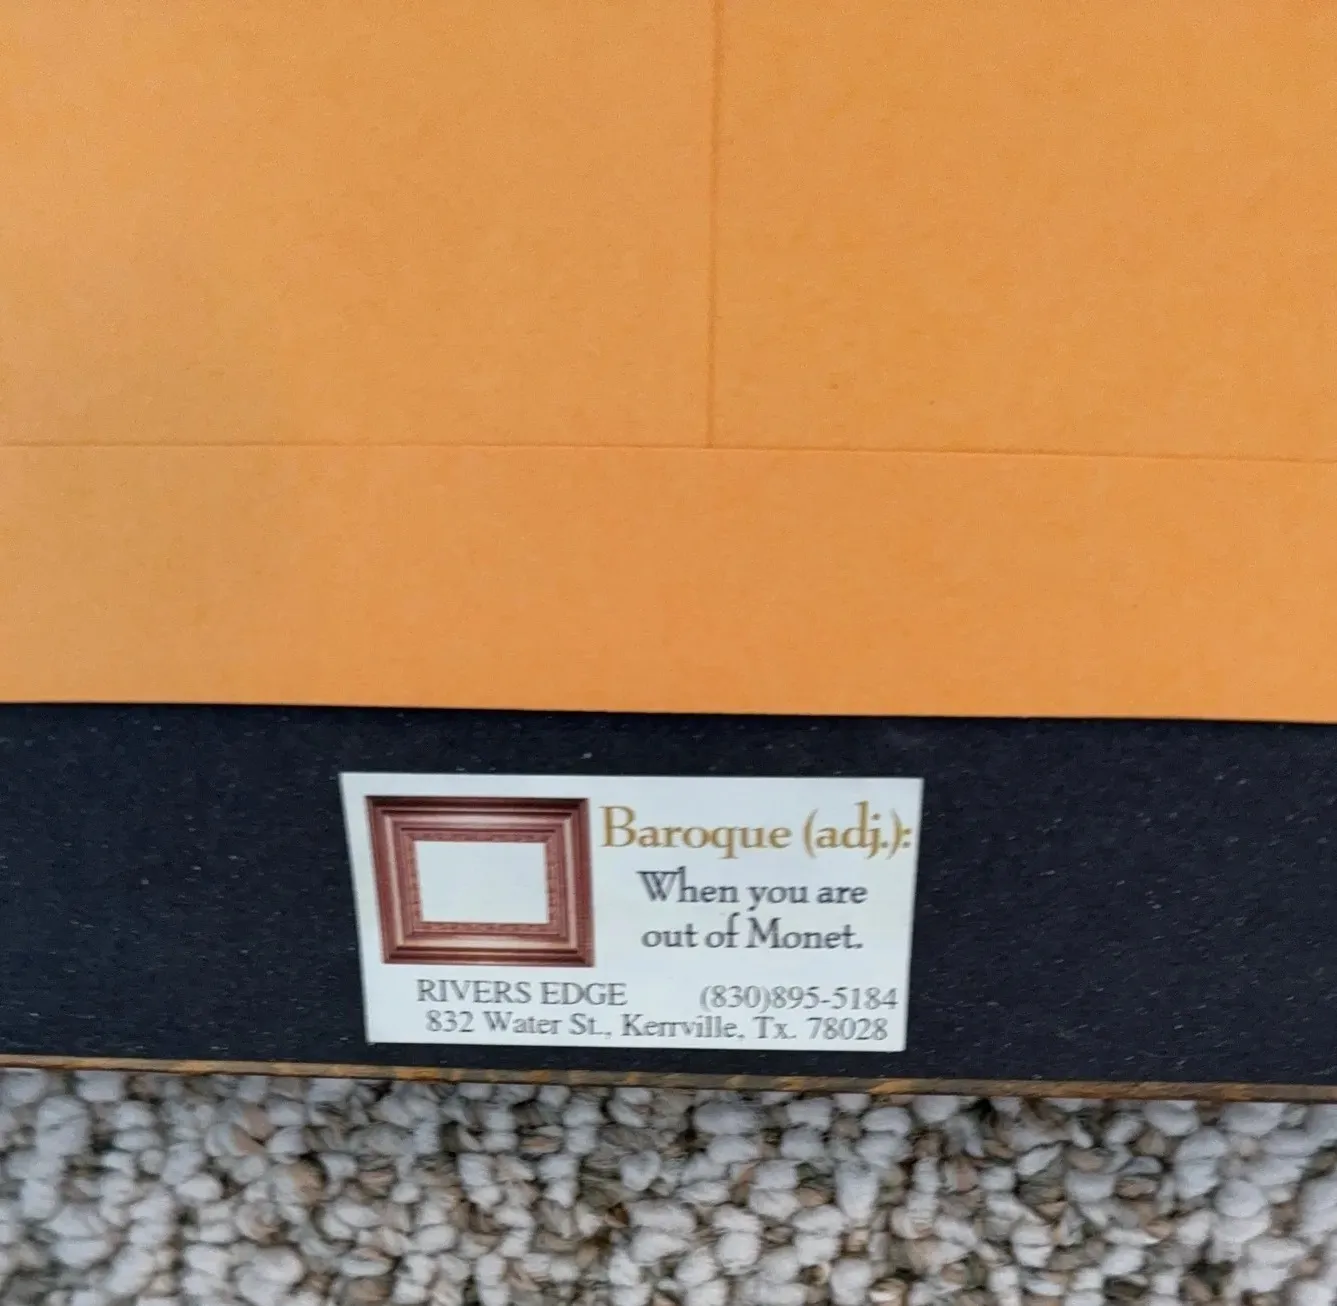 Baroque (adj.):
When you are
out of Monet.
RIVERS EDGE (830)895-5184
832 Water St., Kerrville, Tx. 78028